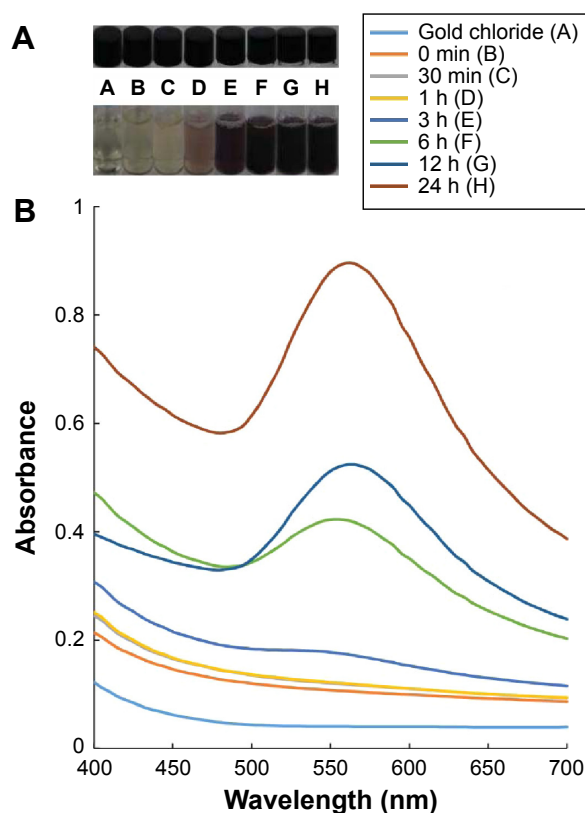 A
A B C D E F G H
Gold chloride (A)
0 min (B)
30 min (C)
1 h (D)
3 h (E)
6 h (F)
12 h (G)
24 h (H)
B
1
0.8
0.6
0.4
0.2
0
Absorbance
400 450 500 550 600 650 700
Wavelength (nm)